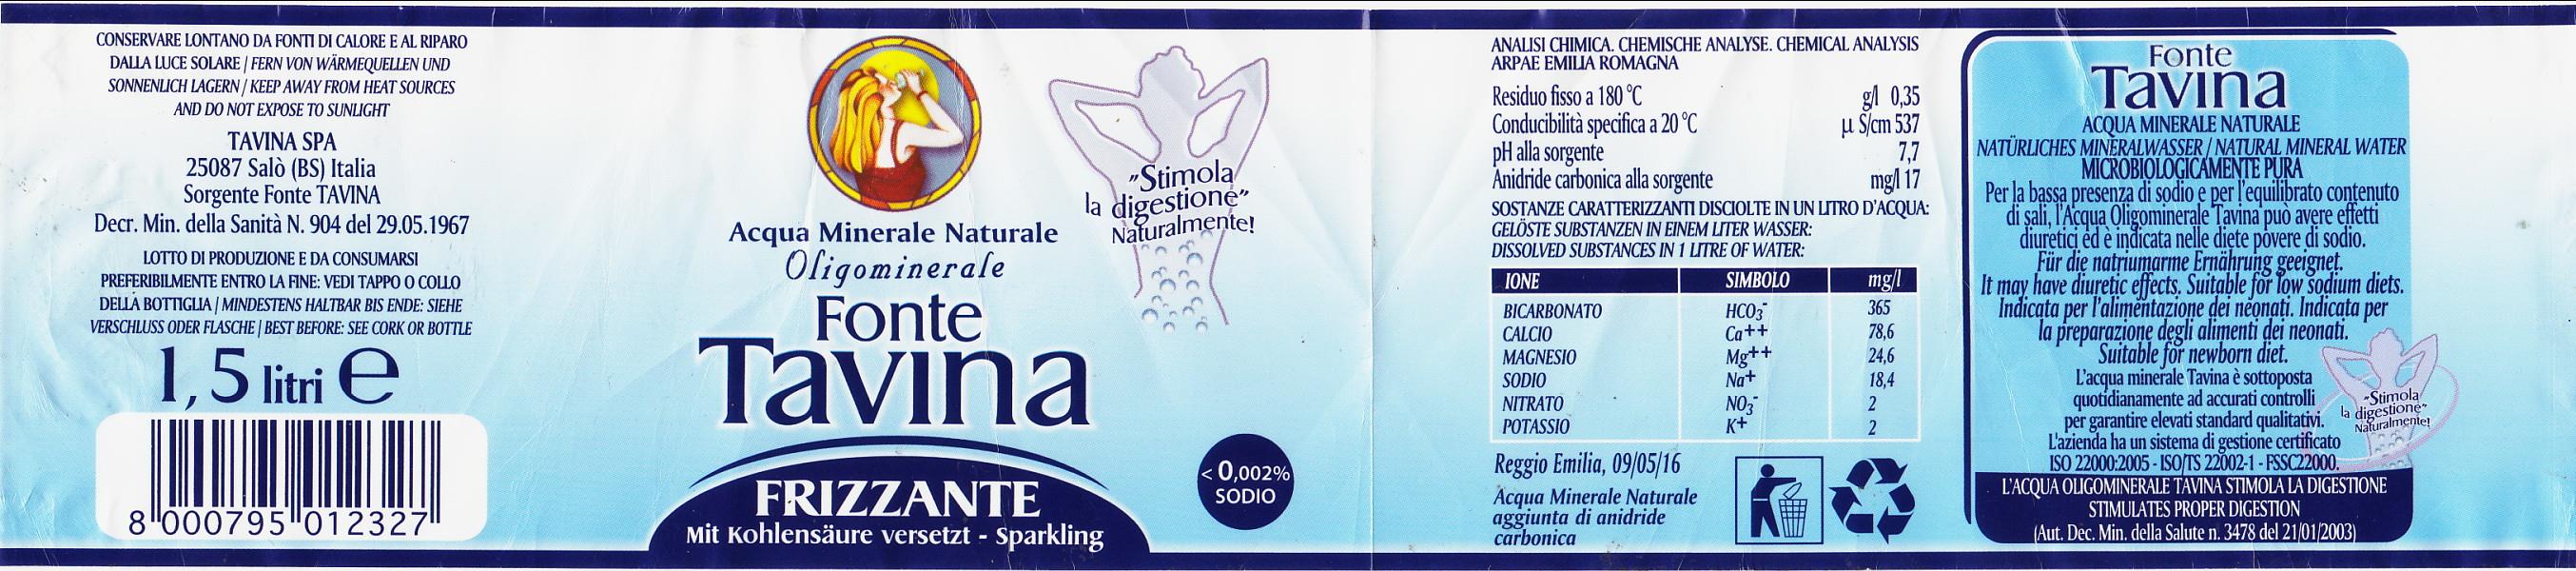 CONSERVARE LONTANO DA FONTI DI CALORE E AL RIPARO
DALLA LUCE SOLARE / FERN VON WÄRMEQUELLEN UND
SONNENLICH LAGERN / KEEP AWAY FROM HEAT SOURCES
AND DO NOT EXPOSE TO SUNLIGHT
TAVINA SPA
25087 Salò (BS) Italia
Sorgente Fonte TAVINA
Decr. Min. della Sanità N. 904 del 29.05.1967
LOTTO DI PRODUZIONE E DA CONSUMARSI
PREFERIBILMENTE ENTRO LA FINE: VEDI TAPPO O COLLO
DELLA BOTTIGLIA / MINDESTENS HALTBAR BIS ENDE: SIEHE
VERSCHLUSS ODER FLASCHE / BEST BEFORE: SEE CORK OR BOTTLE
1,5 litri e
8 000795 012327
"Stimola
la digestione"
Naturalmente!
Acqua Minerale Naturale
Oligominerale
Fonte
Tavina
FRIZZANTE
Mit Kohlensäure versetzt - Sparkling
< 0,002%
SODIO
ANALISI CHIMICA. CHEMISCHE ANALYSE. CHEMICAL ANALYSIS
ARPAE EMILIA ROMAGNA
Residuo fisso a 180 °C g/l 0,35
Conducibilità specifica a 20 °C µ S/cm 537
pH alla sorgente 7,7
Anidride carbonica alla sorgente mg/l 17
SOSTANZE CARATTERIZZANTI DISCIOLTE IN UN LITRO D'ACQUA:
GELÖSTE SUBSTANZEN IN EINEM LITER WASSER:
DISSOLVED SUBSTANCES IN 1 LITRE OF WATER:
IONE SIMBOLO mg/l
BICARBONATO HCO3- 365
CALCIO Ca++ 78,6
MAGNESIO Mg++ 24,6
SODIO Na+ 18,4
NITRATO NO3- 2
POTASSIO K+ 2
Reggio Emilia, 09/05/16
Acqua Minerale Naturale
aggiunta di anidride
carbonica
Fonte
Tavina
ACQUA MINERALE NATURALE
NATÜRLICHES MINERALWASSER / NATURAL MINERAL WATER
MICROBIOLOGICAMENTE PURA
Per la bassa presenza di sodio e per l'equilibrato contenuto
di sali, l'Acqua Oligominerale Tavina può avere effetti
diuretici ed è indicata nelle diete povere di sodio.
Für die natriumarme Ernährung geeignet.
It may have diuretic effects. Suitable for low sodium diets.
Indicata per l'alimentazione dei neonati. Indicata per
la preparazione degli alimenti dei neonati.
Suitable for newborn diet.
L'acqua minerale Tavina è sottoposta
quotidianamente ad accurati controlli
per garantire elevati standard qualitativi.
L'azienda ha un sistema di gestione certificato
ISO 22000:2005 - ISO/TS 22002-1 - FSSC22000.
"Stimola
la digestione"
Naturalmente!
L'ACQUA OLIGOMINERALE TAVINA STIMOLA LA DIGESTIONE
STIMULATES PROPER DIGESTION
(Aut. Dec. Min. della Salute n. 3478 del 21/01/2003)